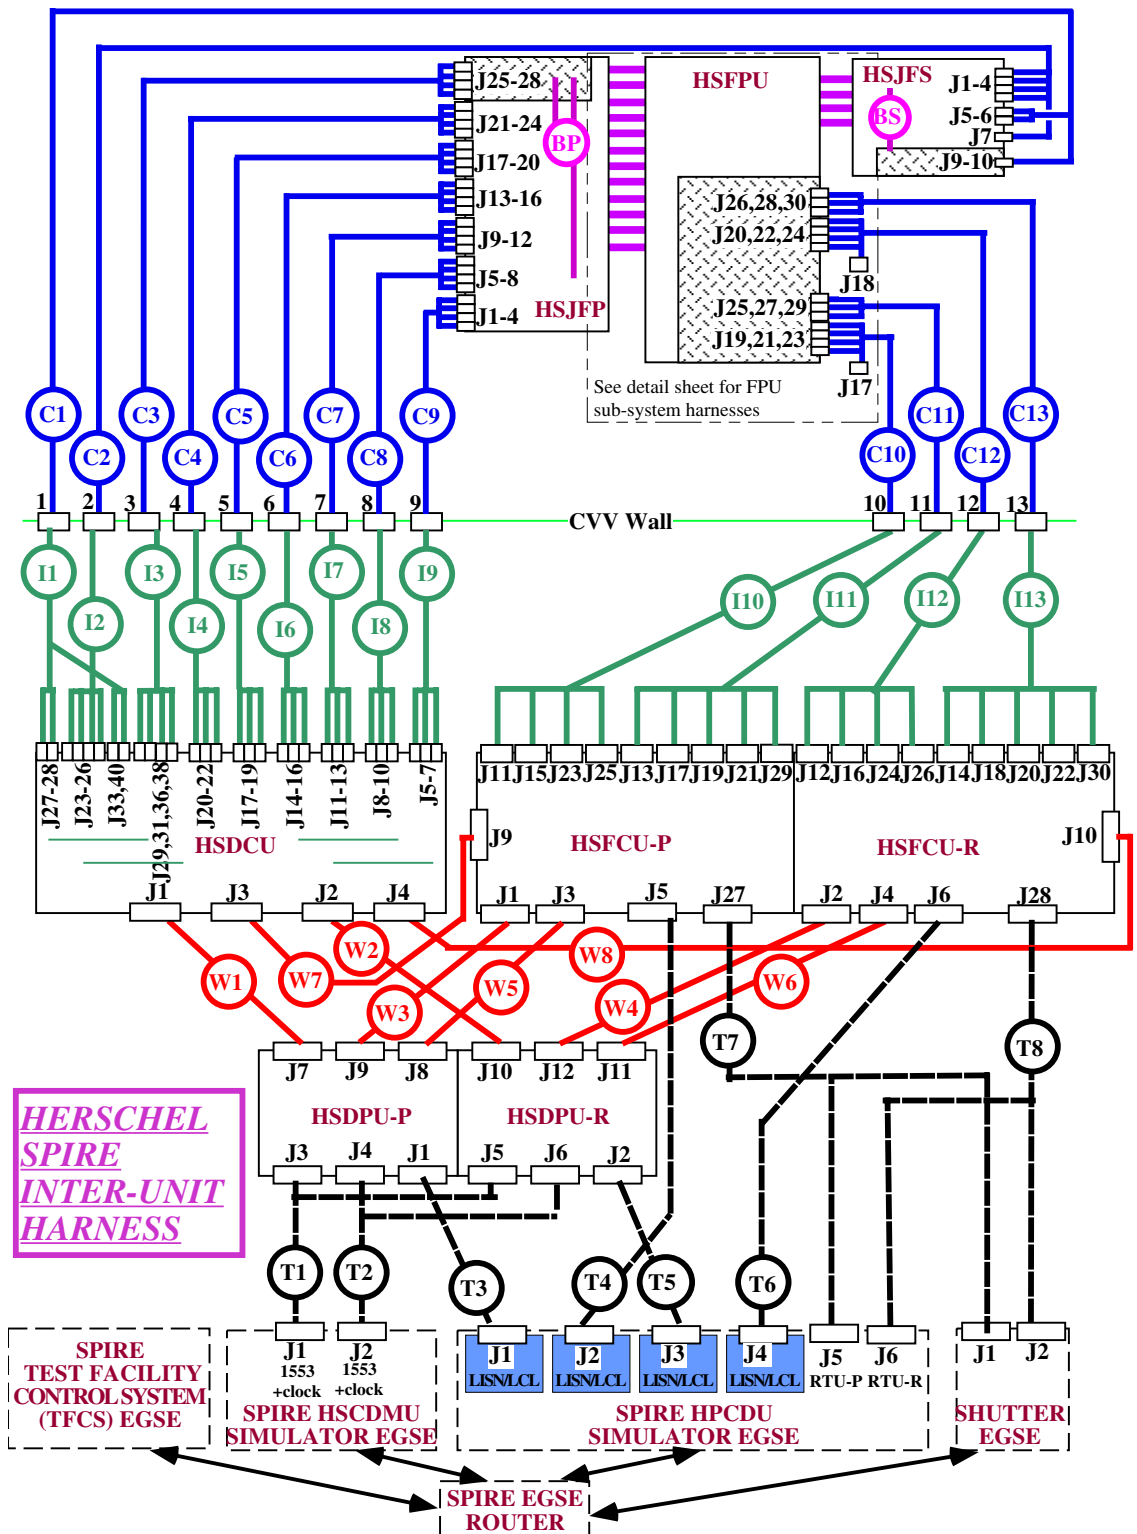 J25-28
J21-24
J17-20
J13-16
J9-12
J5-8
J1-4
BP
HSJFP
HSFPU
HSJFS
BS
J1-4
J5-6
J7
J9-10
J26,28,30
J20,22,24
J18
J25,27,29
J19,21,23
J17
See detail sheet for FPU
sub-system harnesses
C1
C2
C3
C4
C5
C6
C7
C8
C9
C10
C11
C12
C13
1
2
3
4
5
6
7
8
9
CVV Wall
10
11
12
13
I1
I2
I3
I4
I5
I6
I7
I8
I9
I10
I11
I12
I13
J27-28
J23-26
J33,40
J29,31,36,38
J20-22
J17-19
J14-16
J11-13
J8-10
J5-7
HSDCU
J1
J3
J2
J4
J11
J15
J23
J25
J13
J17
J19
J21
J29
J12
J16
J24
J26
J14
J18
J20
J22
J30
J9
HSFCU-P
HSFCU-R
J10
J1
J3
J5
J27
J2
J4
J6
J28
W1
W7
W2
W3
W5
W8
W4
W6
T7
T8
J7
J9
J8
J10
J12
J11
HSDPU-P
HSDPU-R
J3
J4
J1
J5
J6
J2
HERSCHEL
SPIRE
INTER-UNIT
HARNESS
T1
T2
T3
T4
T5
T6
SPIRE
TEST FACILITY
CONTROL SYSTEM
(TFCS) EGSE
J1
1553
+clock
J2
1553
+clock
SPIRE HSCDMU
SIMULATOR EGSE
J1
LISN/LCL
J2
LISN/LCL
J3
LISN/LCL
J4
LISN/LCL
J5
RTU-P
J6
RTU-R
SPIRE HPCDU
SIMULATOR EGSE
J1
J2
SHUTTER
EGSE
SPIRE EGSE
ROUTER